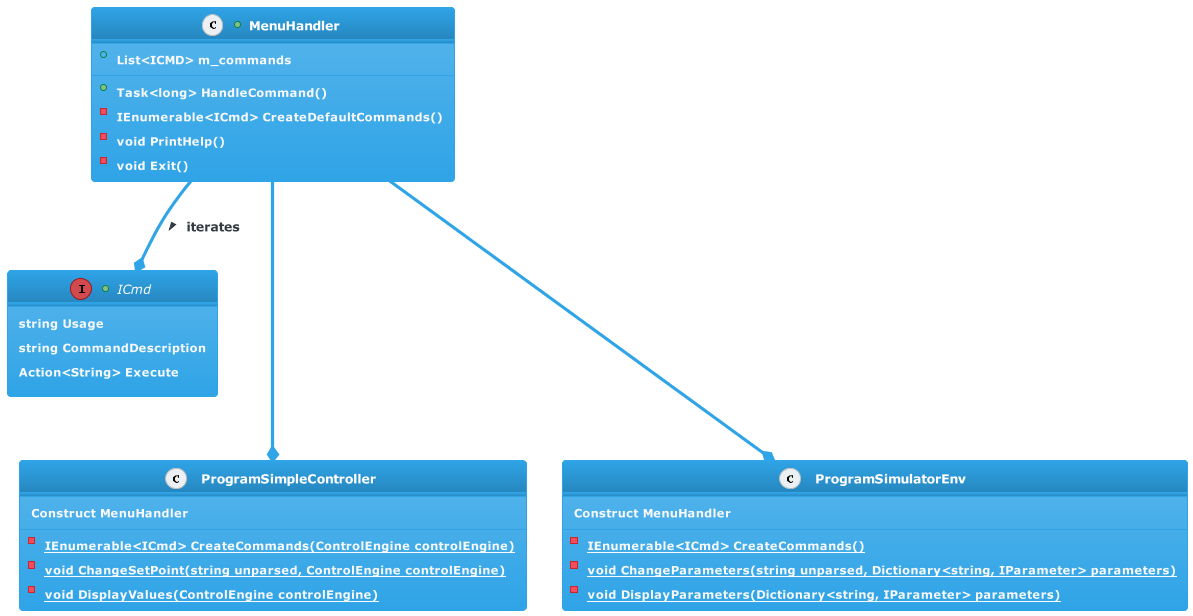 C MenuHandler
List<ICMD> m_commands
Task<long> HandleCommand()
IEnumerable<ICmd> CreateDefaultCommands()
void PrintHelp()
void Exit()
iterates
I ICmd
string Usage
string CommandDescription
Action<String> Execute
C ProgramSimpleController
Construct MenuHandler
IEnumerable<ICmd> CreateCommands(ControlEngine controlEngine)
void ChangeSetPoint(string unparsed, ControlEngine controlEngine)
void DisplayValues(ControlEngine controlEngine)
C ProgramSimulatorEnv
Construct MenuHandler
IEnumerable<ICmd> CreateCommands()
void ChangeParameters(string unparsed, Dictionary<string, IParameter> parameters)
void DisplayParameters(Dictionary<string, IParameter> parameters)